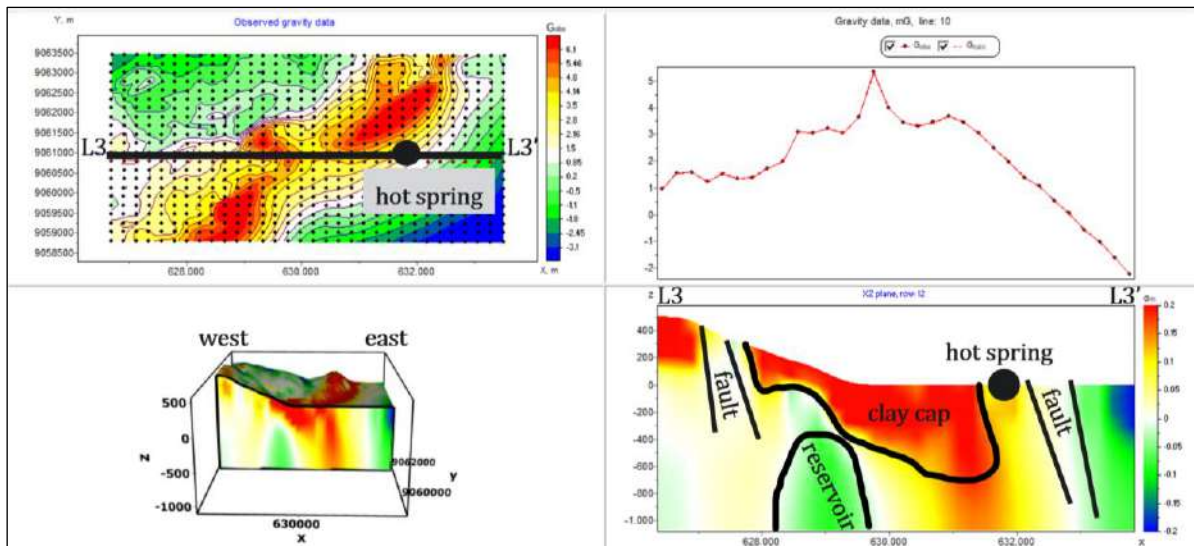 Y, m
Observed gravity data
Gobs
9063500
9063000
9062500
9062000
9061500
9061000
9060500
9060000
9059500
9059000
9058500
L3
L3'
hot spring
628.000
630.000
632.000
X, m
6.1
5.46
4.84
4.14
3.5
2.85
1.5
0.85
0.2
-0.5
-1.15
-1.8
-2.45
-3.1
Gravity data, mG, line: 10
Gobs
5
4
3
2
1
0
-1
-2
west
east
500
0
-500
-1000
Z
630000
X
9062000
9060000
Y
L3
XZ plane, row-12
L3'
z
400
200
0
-200
-400
-600
-800
-1.000
fault
clay cap
reservoir
hot spring
fault
628.000
630.000
632.000
X
0.2
0.15
0.1
0.05
0
-0.05
-0.1
-0.15
-0.2